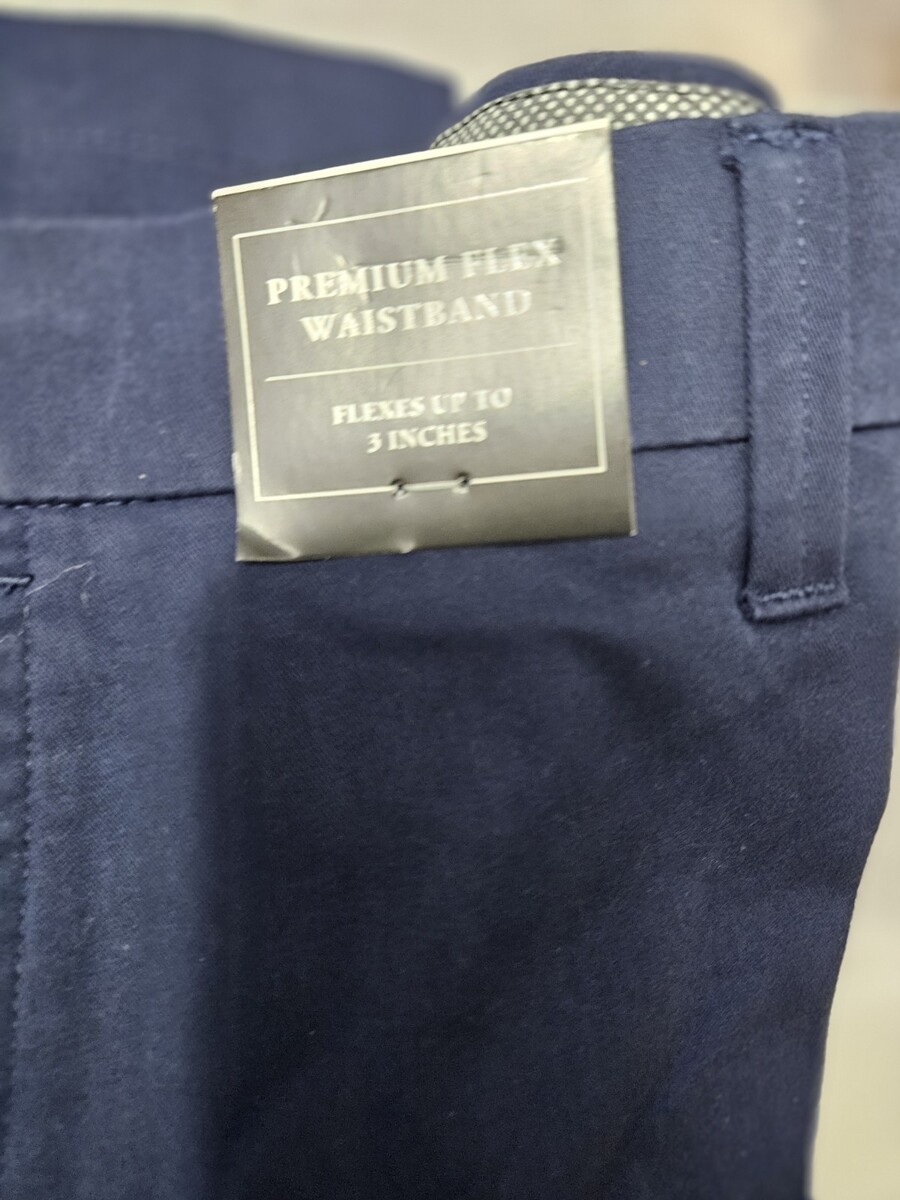 PREMIUM FLEX
WAISTBAND
FLEXES UP TO
3 INCHES